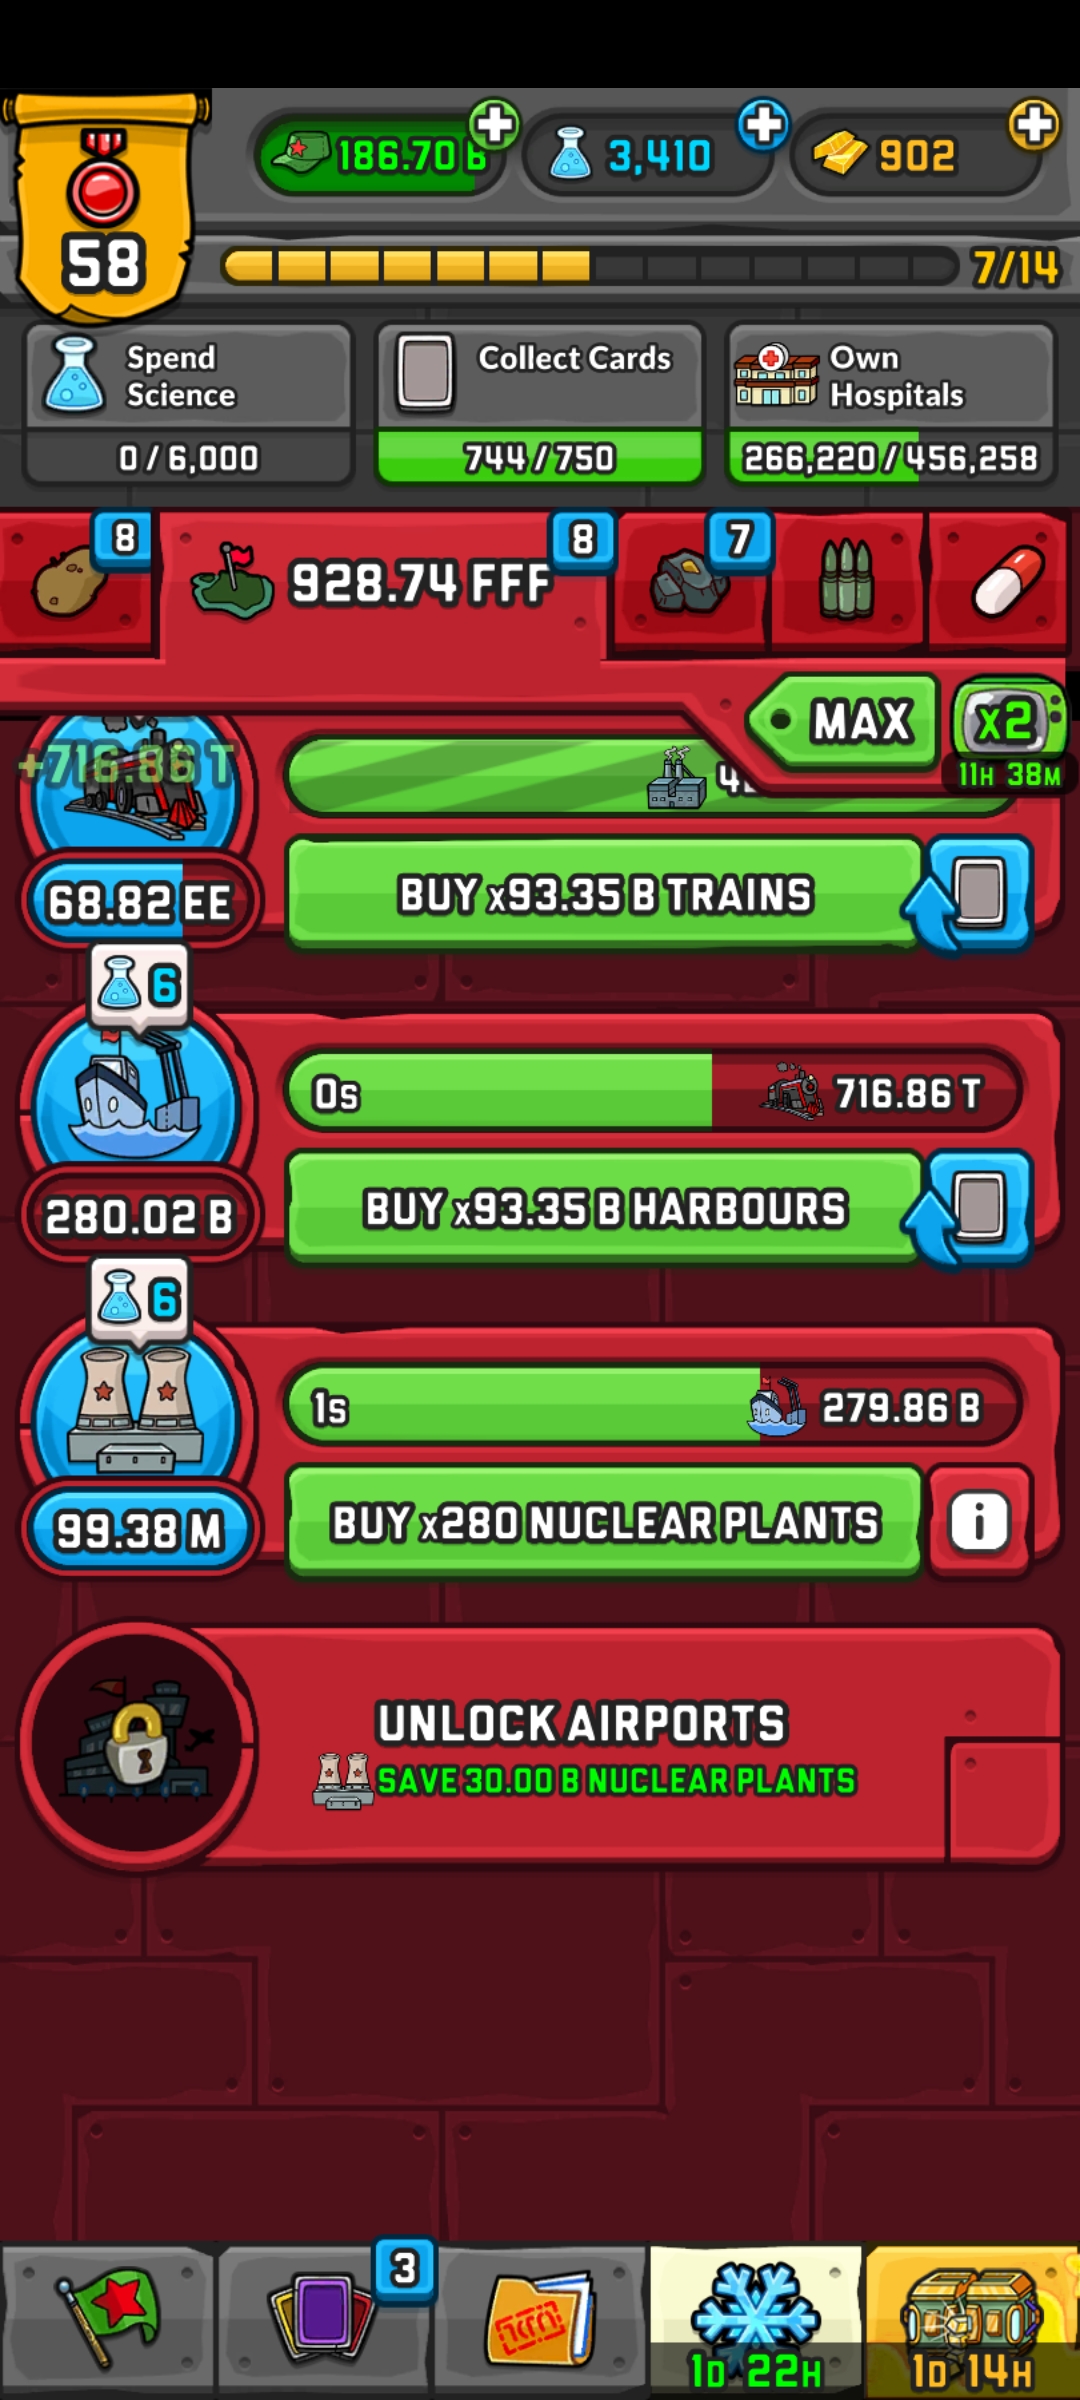 186.70 B
3,410
902
58
7/14
Spend
Science
0 / 6,000
Collect Cards
744 / 750
Own
Hospitals
266,220 / 456,258
8
928.74 FFF
8
7
MAX
x2
11H 38M
+716.86 T
68.82 EE
BUY x93.35 B TRAINS
6
0s
716.86 T
280.02 B
BUY x93.35 B HARBOURS
6
1s
279.86 B
99.38 M
BUY x280 NUCLEAR PLANTS
i
UNLOCK AIRPORTS
SAVE 30.00 B NUCLEAR PLANTS
3
1D 22H
1D 14H